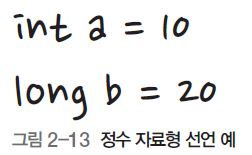 int a = 10
long b = 20
그림 2-13 정수 자료형 선언 예